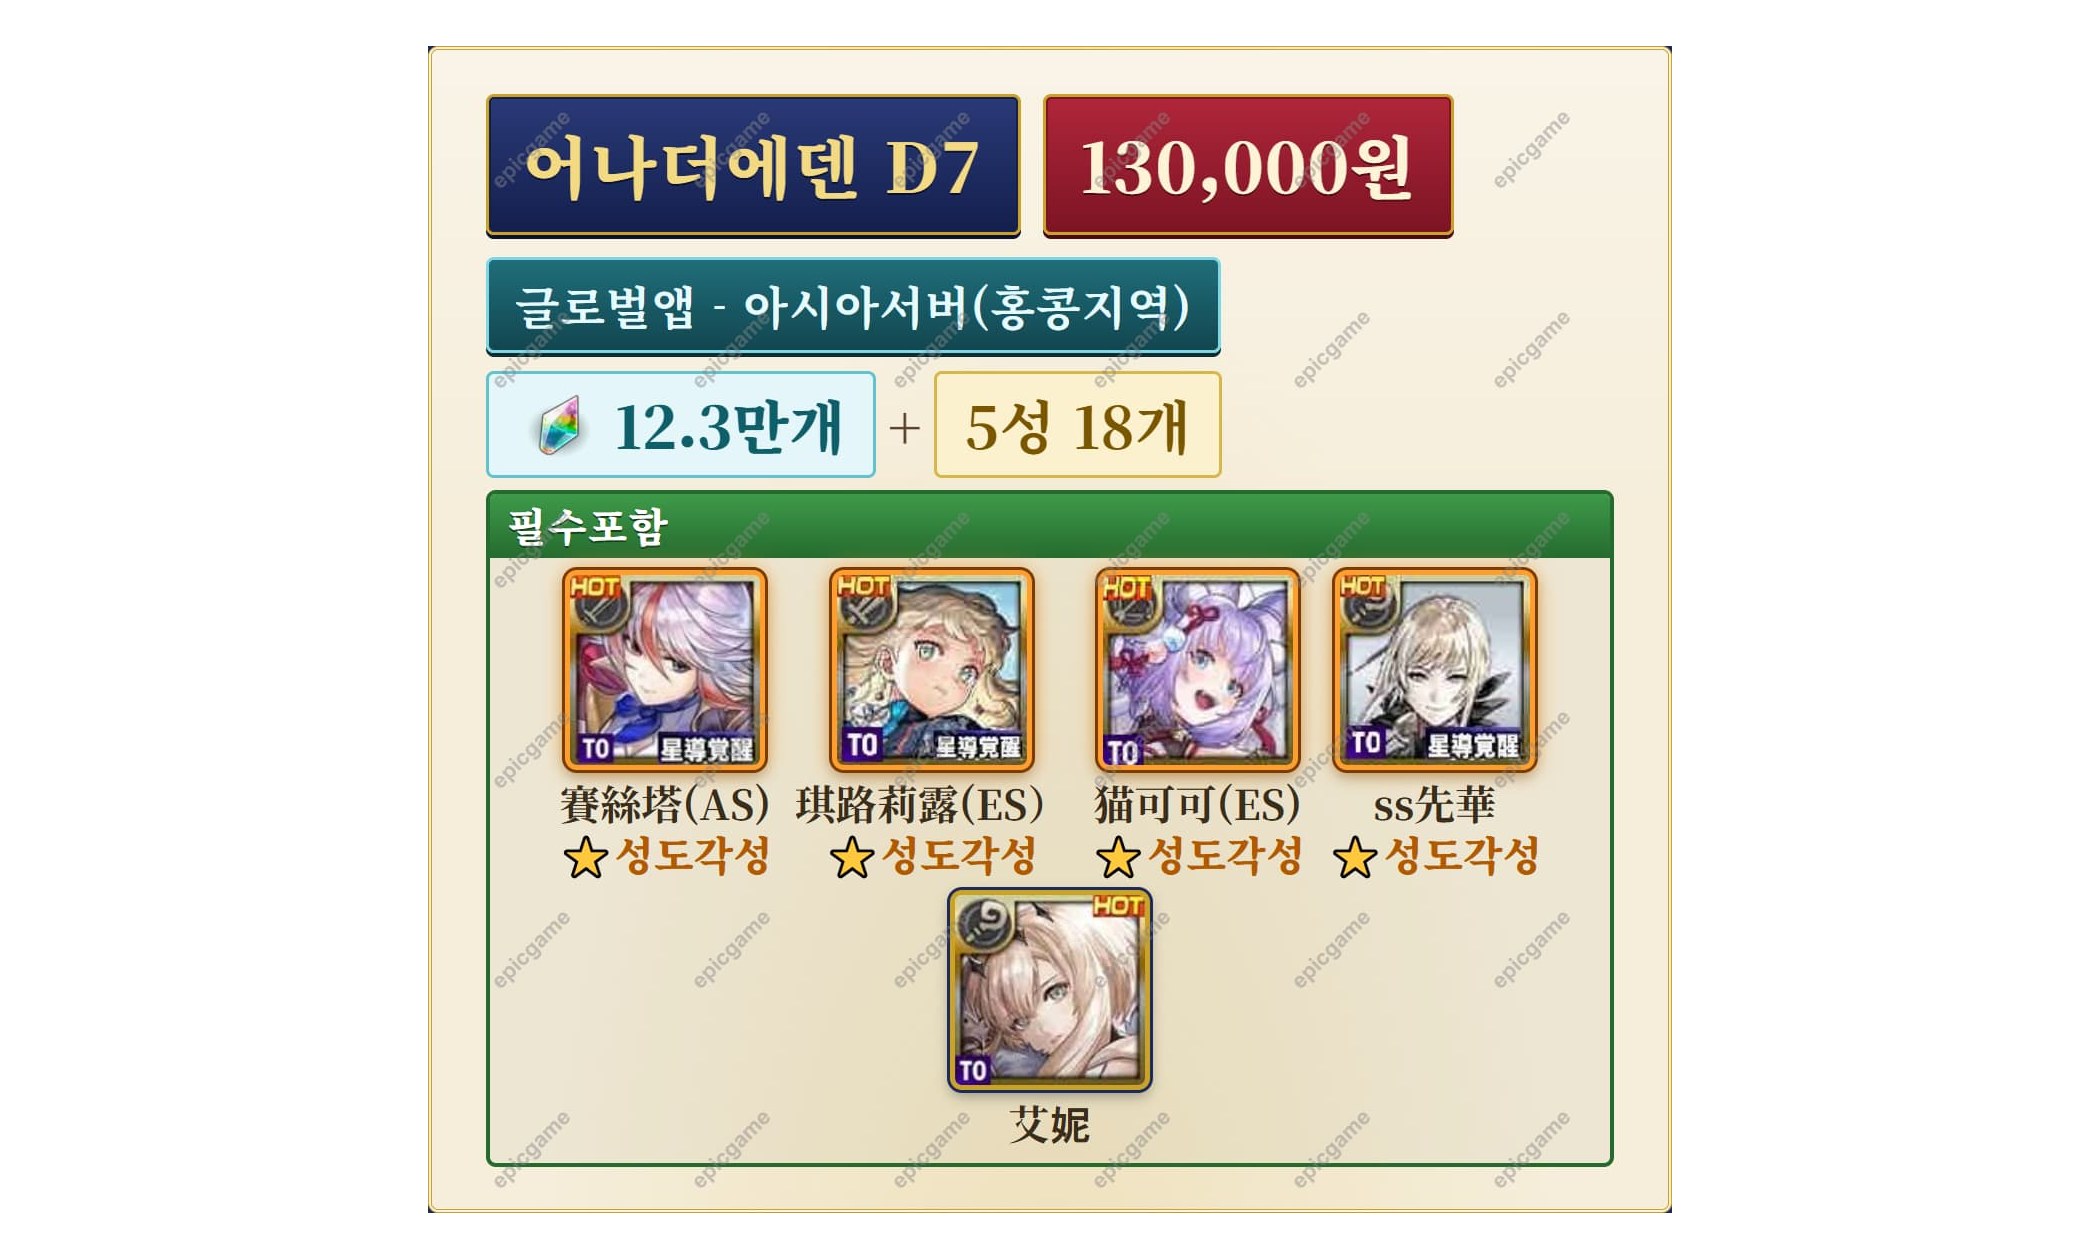 어나더에덴 D7
130,000원
글로벌앱 - 아시아서버(홍콩지역)
12.3만개 + 5성 18개
필수포함
HOT HOT HOT HOT
TO 星導覚醒 TO 星導覚醒 TO TO 星導覚醒
賽絲塔(AS) 琪路莉露(ES) 猫可可(ES) ss先華
성도각성 성도각성 성도각성 성도각성
HOT
TO
艾妮
epicgame